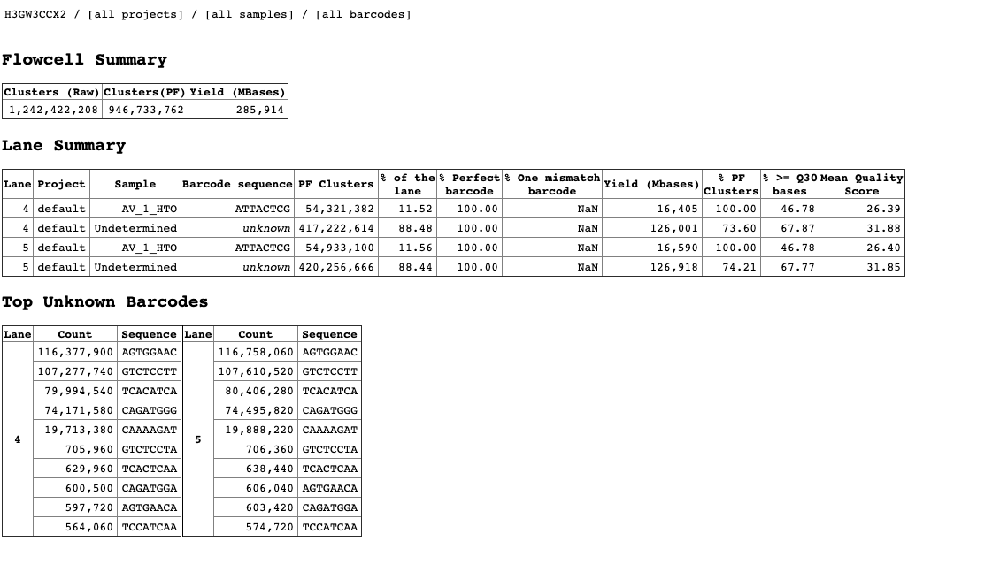 H3GW3CCX2 / [all projects] / [all samples] / [all barcodes]
Flowcell Summary
Clusters (Raw) Clusters(PF) Yield (MBases)
1,242,422,208 946,733,762 285,914
Lane Summary
Lane Project Sample Barcode sequence PF Clusters % of the lane % Perfect barcode % One mismatch barcode Yield (Mbases) % PF Clusters % >= Q30 bases Mean Quality Score
4 default AV_1_HTO ATTACTCG 54,321,382 11.52 100.00 NaN 16,405 100.00 46.78 26.39
4 default Undetermined unknown 417,222,614 88.48 100.00 NaN 126,001 73.60 67.87 31.88
5 default AV_1_HTO ATTACTCG 54,933,100 11.56 100.00 NaN 16,590 100.00 46.78 26.40
5 default Undetermined unknown 420,256,666 88.44 100.00 NaN 126,918 74.21 67.77 31.85
Top Unknown Barcodes
Lane Count Sequence Lane Count Sequence
116,377,900 AGTGGAAC 116,758,060 AGTGGAAC
107,277,740 GTCTCCTT 107,610,520 GTCTCCTT
79,994,540 TCACATCA 80,406,280 TCACATCA
74,171,580 CAGATGGG 74,495,820 CAGATGGG
19,713,380 CAAAAGAT 19,888,220 CAAAAGAT
4 5
705,960 GTCTCCTA 706,360 GTCTCCTA
629,960 TCACTCAA 638,440 TCACTCAA
600,500 CAGATGGA 606,040 AGTGAACA
597,720 AGTGAACA 603,420 CAGATGGA
564,060 TCCATCAA 574,720 TCCATCAA